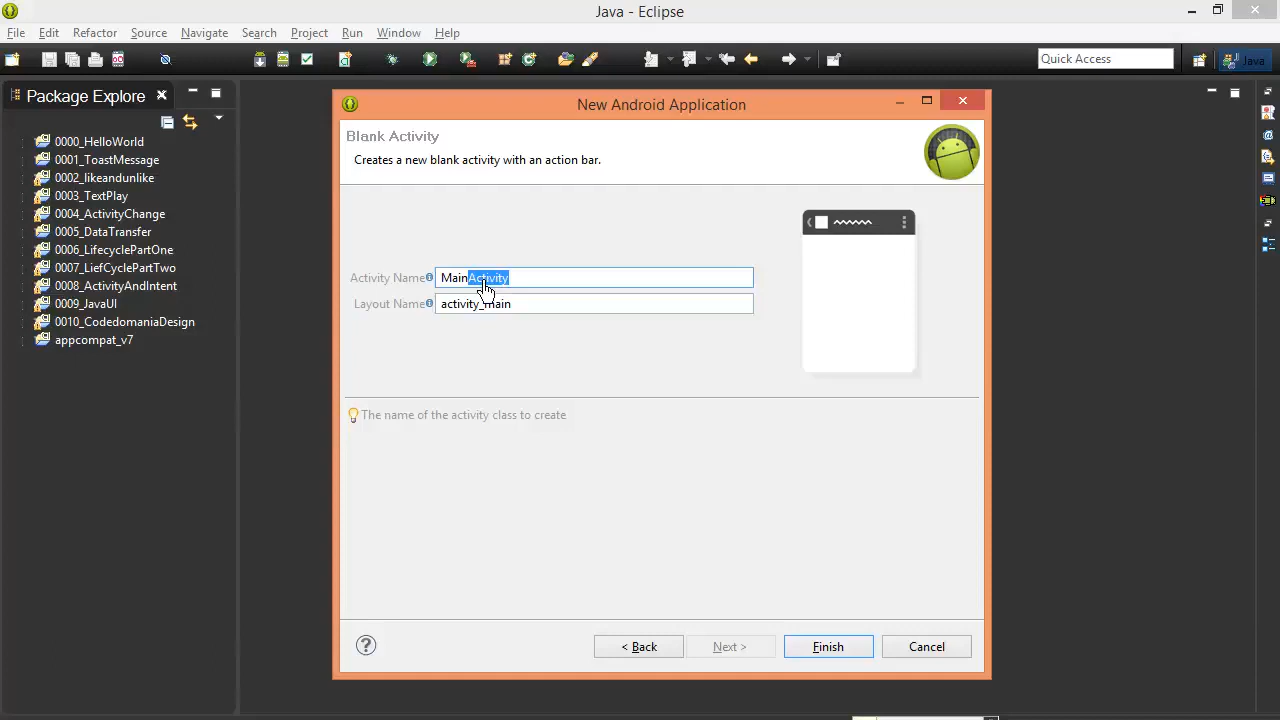 Java - Eclipse
File Edit Refactor Source Navigate Search Project Run Window Help
Quick Access
Java
Package Explorer
0000_HelloWorld
0001_ToastMessage
0002_likeandunlike
0003_TextPlay
0004_ActivityChange
0005_DataTransfer
0006_LifecyclePartOne
0007_LiefCyclePartTwo
0008_ActivityAndIntent
0009_JavaUI
0010_CodedomaniaDesign
appcompat_v7
New Android Application
Blank Activity
Creates a new blank activity with an action bar.
Activity Name MainActivity
Layout Name activity_main
The name of the activity class to create
? < Back Next > Finish Cancel